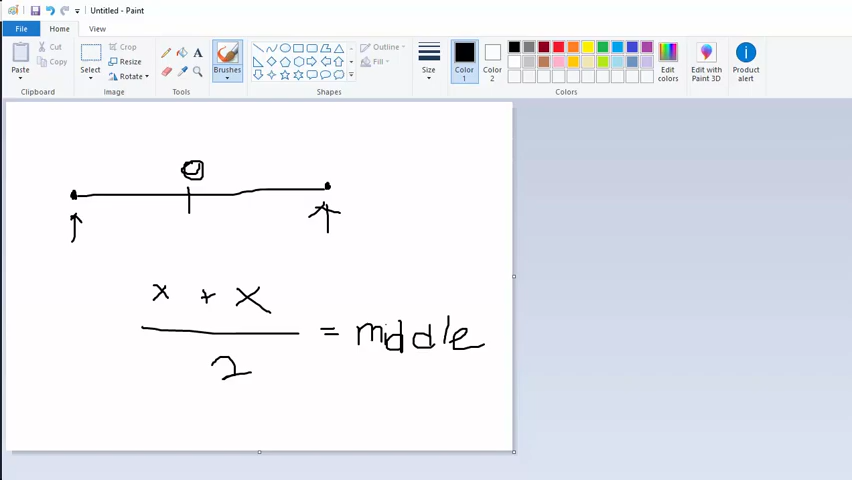 Untitled - Paint
File Home View
Paste
Cut
Copy
Clipboard
Select
Crop
Resize
Rotate
Image
A
Tools
Brushes
Outline
Fill
Shapes
Size
Color 1
Color 2
Edit colors
Colors
Edit with Paint 3D
Product alert
x + x
2
= middle